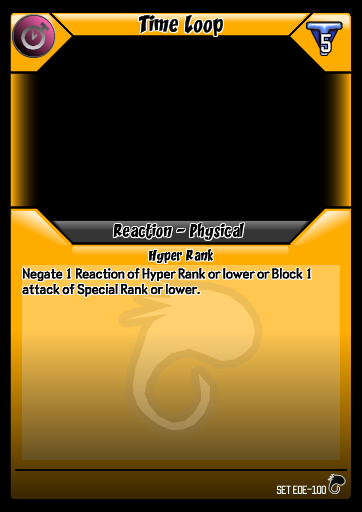 Time Loop
5
Reaction - Physical
Hyper Rank
Negate 1 Reaction of Hyper Rank or lower or Block 1
attack of Special Rank or lower.
SET EOE-100